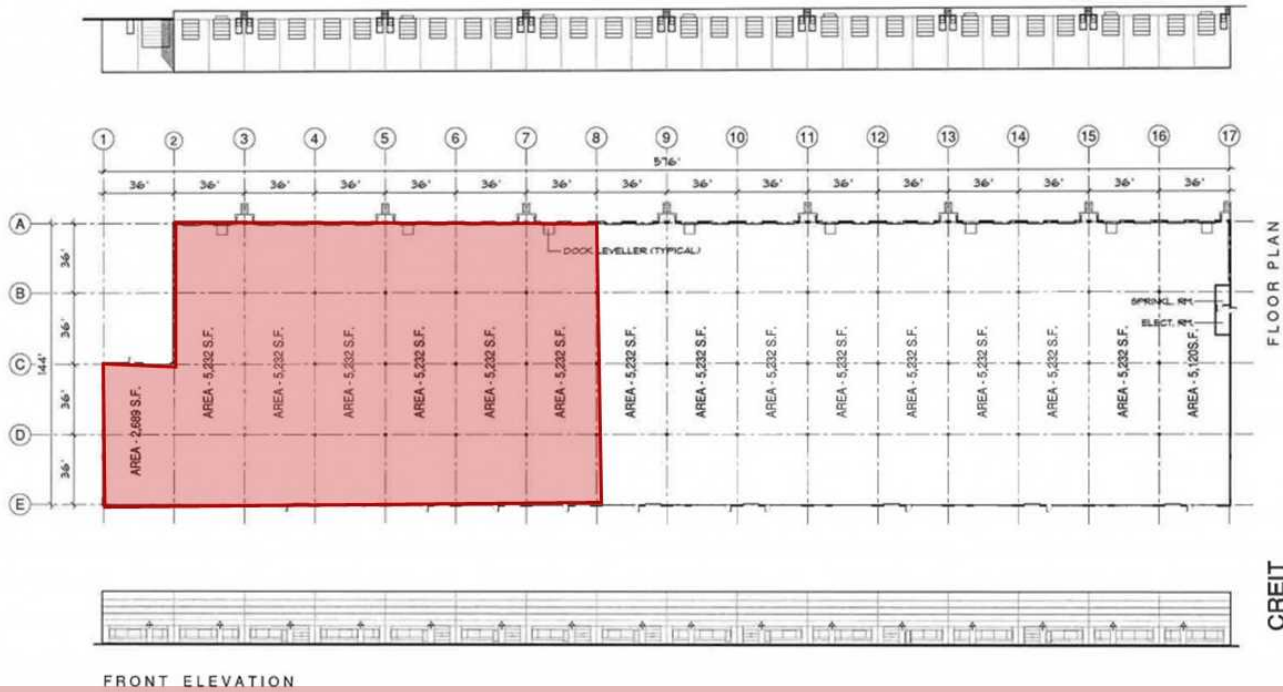 1 2 3 4 5 6 7 8 9 10 11 12 13 14 15 16 17
576'
36' 36' 36' 36' 36' 36' 36' 36' 36' 36' 36' 36' 36' 36' 36' 36'
A
B
C
D
E
36'
36'
36'
36'
144'
DOCK LEVELLER (TYPICAL)
SPRINKL. RM.
ELECT. RM.
AREA - 2,689 S.F.
AREA - 5,232 S.F.
AREA - 5,232 S.F.
AREA - 5,232 S.F.
AREA - 5,232 S.F.
AREA - 5,232 S.F.
AREA - 5,232 S.F.
AREA - 5,232 S.F.
AREA - 5,232 S.F.
AREA - 5,232 S.F.
AREA - 5,232 S.F.
AREA - 5,232 S.F.
AREA - 5,232 S.F.
AREA - 5,232 S.F.
AREA - 5,232 S.F.
AREA - 5,120S.F.
FLOOR PLAN
CREIT
FRONT ELEVATION